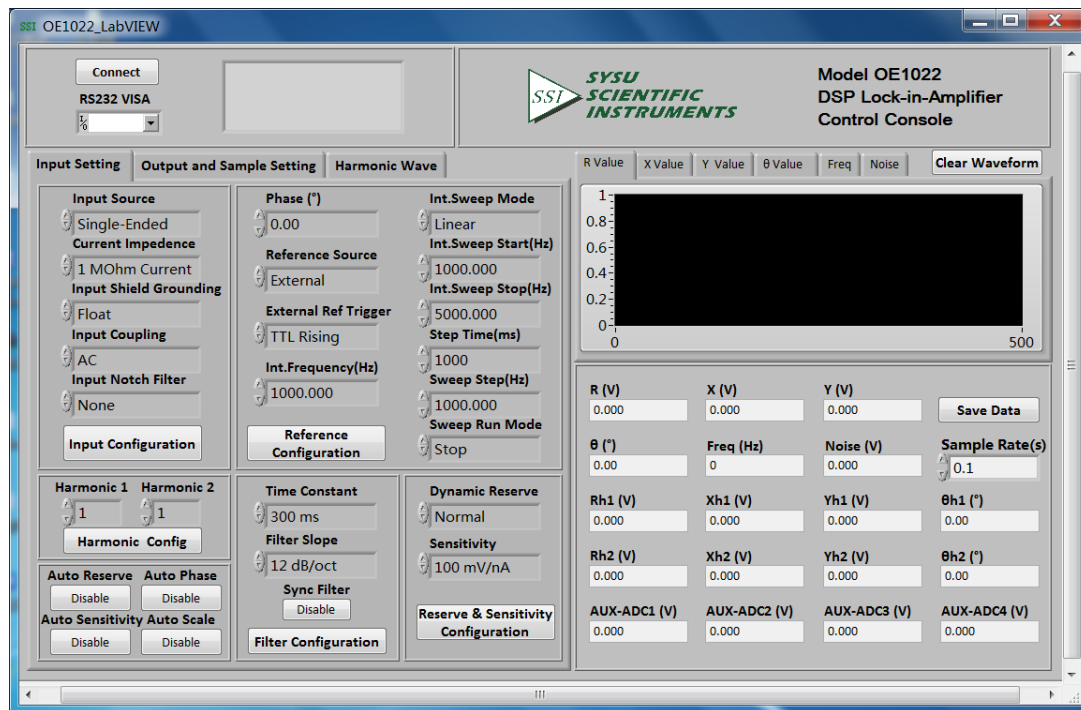 SSI OE1022_LabVIEW
Connect
RS232 VISA
I/0
SSI
SYSU
SCIENTIFIC
INSTRUMENTS
Model OE1022
DSP Lock-in-Amplifier
Control Console
Input Setting Output and Sample Setting Harmonic Wave
Input Source
Single-Ended
Current Impedence
1 MOhm Current
Input Shield Grounding
Float
Input Coupling
AC
Input Notch Filter
None
Input Configuration
Phase (°)
0.00
Reference Source
External
External Ref Trigger
TTL Rising
Int.Frequency(Hz)
1000.000
Reference
Configuration
Int.Sweep Mode
Linear
Int.Sweep Start(Hz)
1000.000
Int.Sweep Stop(Hz)
5000.000
Step Time(ms)
1000
Sweep Step(Hz)
1000.000
Sweep Run Mode
Stop
Harmonic 1 Harmonic 2
1 1
Harmonic Config
Auto Reserve Auto Phase
Disable Disable
Auto Sensitivity Auto Scale
Disable Disable
Time Constant
300 ms
Filter Slope
12 dB/oct
Sync Filter
Disable
Filter Configuration
Dynamic Reserve
Normal
Sensitivity
100 mV/nA
Reserve & Sensitivity
Configuration
R Value X Value Y Value θ Value Freq Noise Clear Waveform
1
0.8
0.6
0.4
0.2
0
0 500
R (V) X (V) Y (V)
0.000 0.000 0.000 Save Data
θ (°) Freq (Hz) Noise (V) Sample Rate(s)
0.00 0 0.000 0.1
Rh1 (V) Xh1 (V) Yh1 (V) θh1 (°)
0.000 0.000 0.000 0.00
Rh2 (V) Xh2 (V) Yh2 (V) θh2 (°)
0.000 0.000 0.000 0.00
AUX-ADC1 (V) AUX-ADC2 (V) AUX-ADC3 (V) AUX-ADC4 (V)
0.000 0.000 0.000 0.000